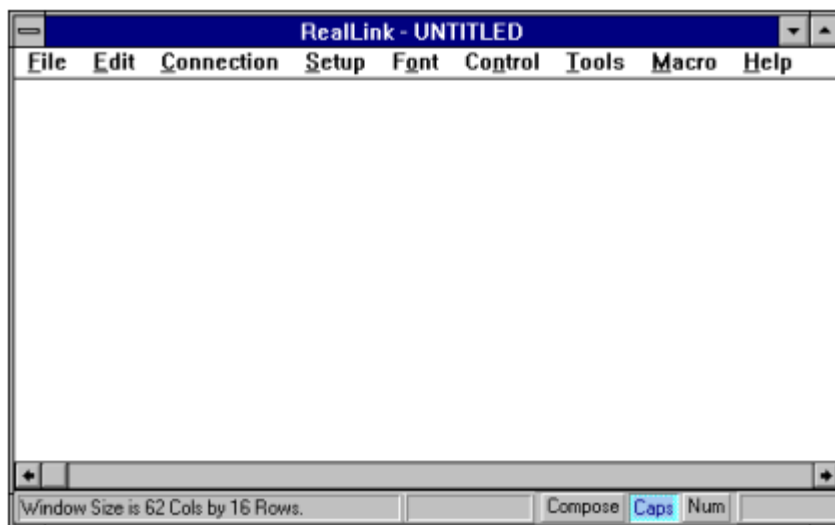 RealLink - UNTITLED
File Edit Connection Setup Font Control Tools Macro Help
Window Size is 62 Cols by 16 Rows. Compose Caps Num